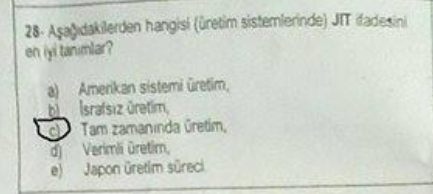 28- Aşağıdakilerden hangisi (üretim sistemlerinde) JIT ifadesini
en iyi tanımlar?
a) Amerikan sistemi üretim,
b) İsrafsız üretim,
c) Tam zamanında üretim,
d) Verimli üretim,
e) Japon üretim süreci